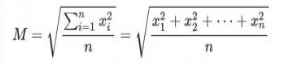 M = \sqrt{\frac{\sum_{i=1}^{n} x_i^2}{n}} = \sqrt{\frac{x_1^2 + x_2^2 + \cdots + x_n^2}{n}}